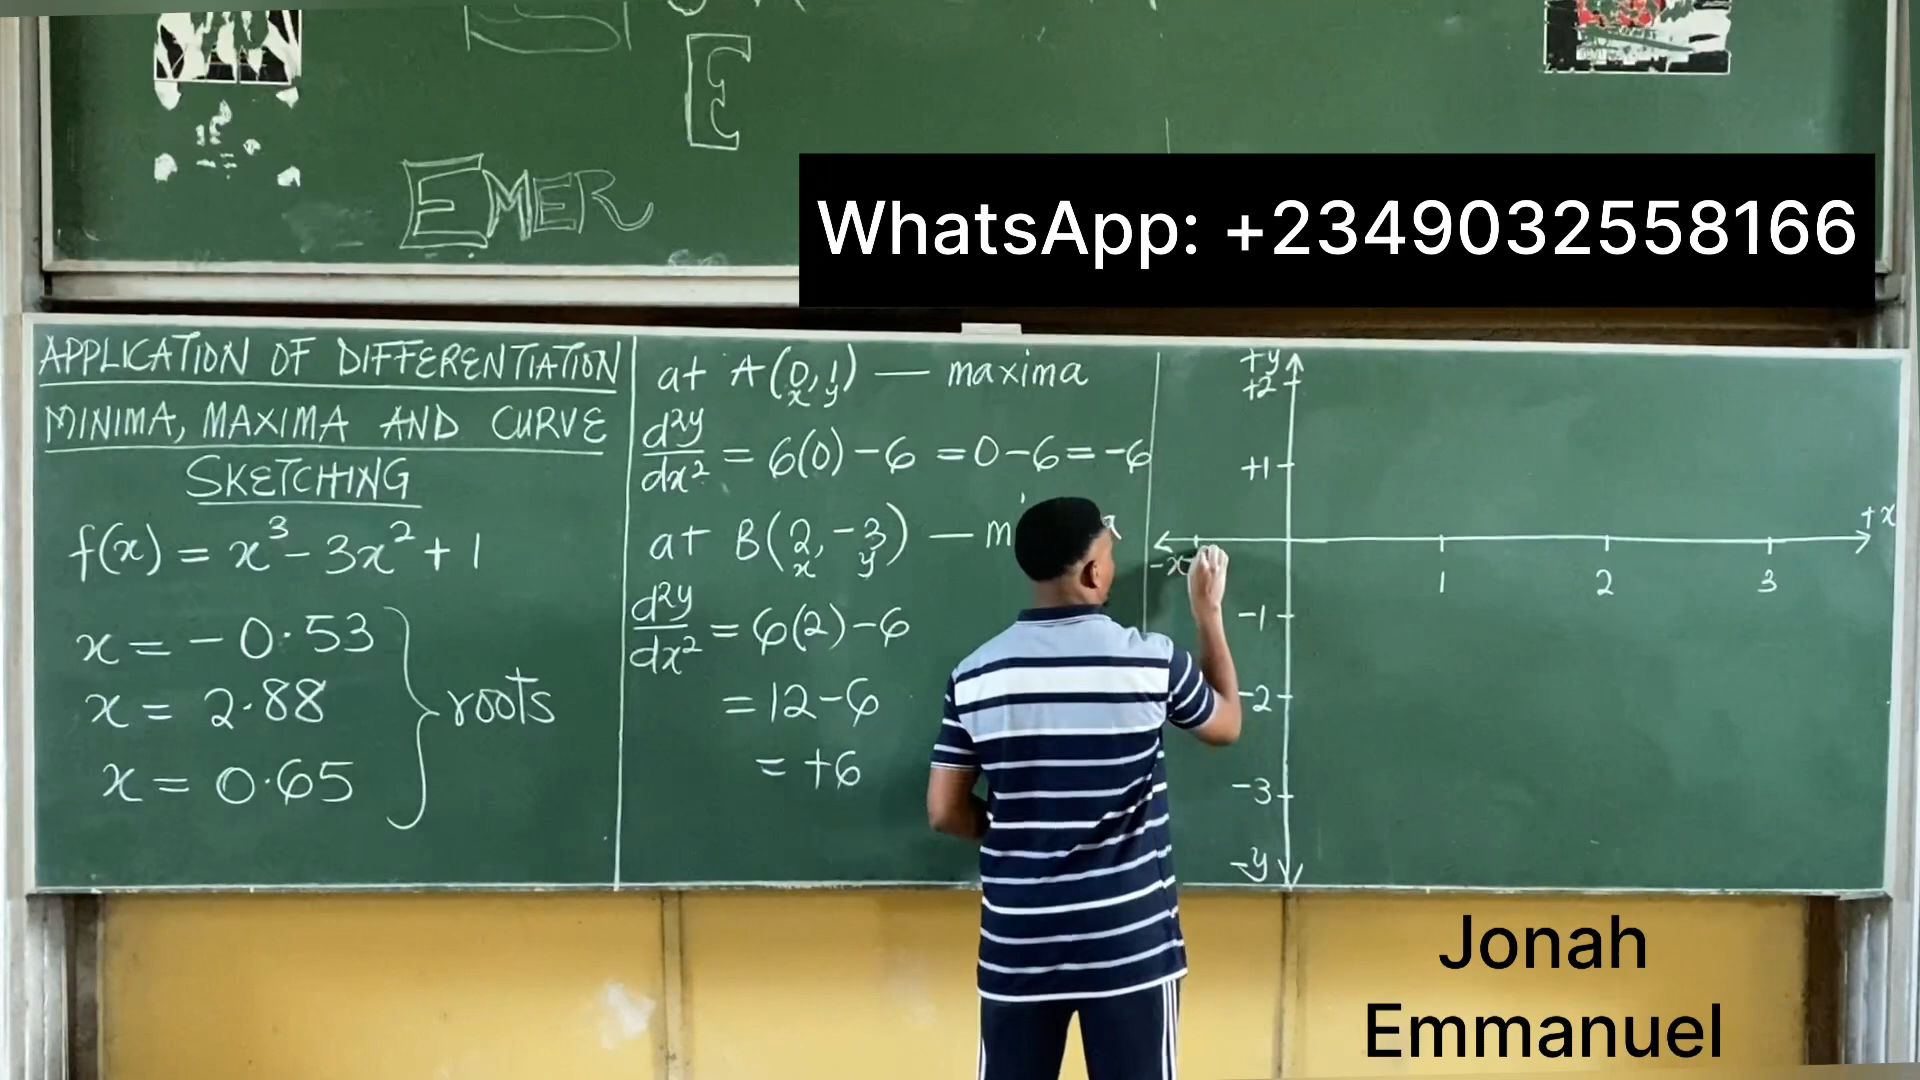 E
EMER
WhatsApp: +2349032558166
APPLICATION OF DIFFERENTIATION
MINIMA, MAXIMA AND CURVE
SKETCHING
f(x) = x³ - 3x² + 1
x = -0.53
x = 2.88
x = 0.65
roots
at A(0, 1) — maxima
x y
d²y/dx² = 6(0) - 6 = 0 - 6 = -6
at B(2, -3) —
x y
d²y/dx² = 6(2) - 6
= 12 - 6
= +6
+y
+2
+1
+x
-x
1 2 3
-1
-2
-3
-y
Jonah
Emmanuel